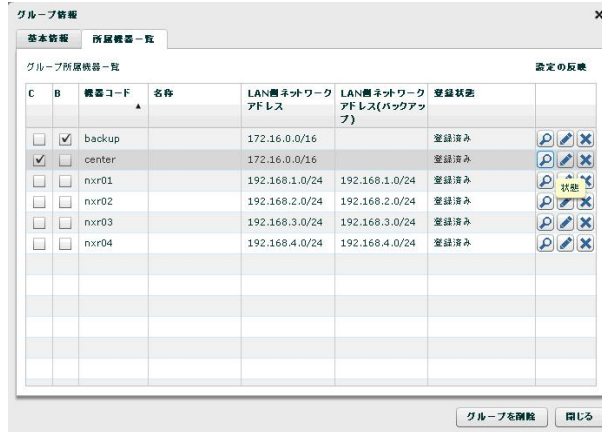 グループ情報 ×
基本情報 所属機器一覧
グループ所属機器一覧 設定の反映
C B 機器コード ▲ 名称 LAN側ネットワークアドレス LAN側ネットワークアドレス(バックアップ) 登録状態
backup 172.16.0.0/16 登録済み
center 172.16.0.0/16 登録済み
nxr01 192.168.1.0/24 192.168.1.0/24 登録済み
状態
nxr02 192.168.2.0/24 192.168.2.0/24 登録済み
nxr03 192.168.3.0/24 192.168.3.0/24 登録済み
nxr04 192.168.4.0/24 192.168.4.0/24 登録済み
グループを削除 閉じる